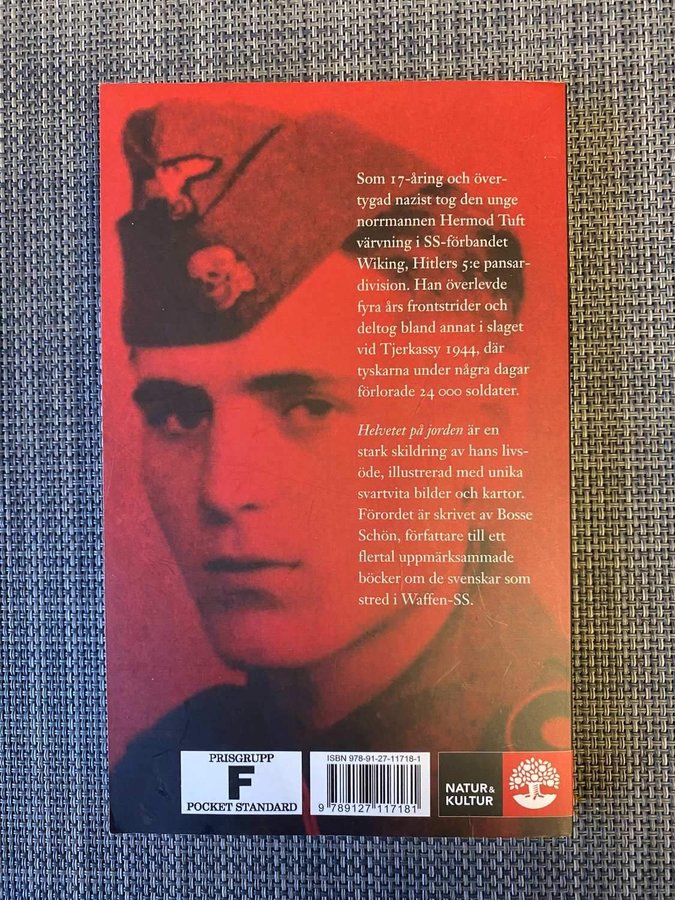 Som 17-åring och över-
tygad nazist tog den unge
norrmannen Hermod Tuft
värvning i SS-förbandet
Wiking, Hitlers 5:e pansar-
division. Han överlevde
fyra års frontstrider och
deltog bland annat i slaget
vid Tjerkassy 1944, där
tyskarna under några dagar
förlorade 24 000 soldater.
Helvetet på jorden är en
stark skildring av hans livs-
öde, illustrerad med unika
svartvita bilder och kartor.
Förordet är skrivet av Bosse
Schön, författare till ett
flertal uppmärksammade
böcker om de svenskar som
stred i Waffen-SS.
PRISGRUPP
F
POCKET STANDARD
ISBN 978-91-27-11718-1
9 789127 117181
NATUR &
KULTUR